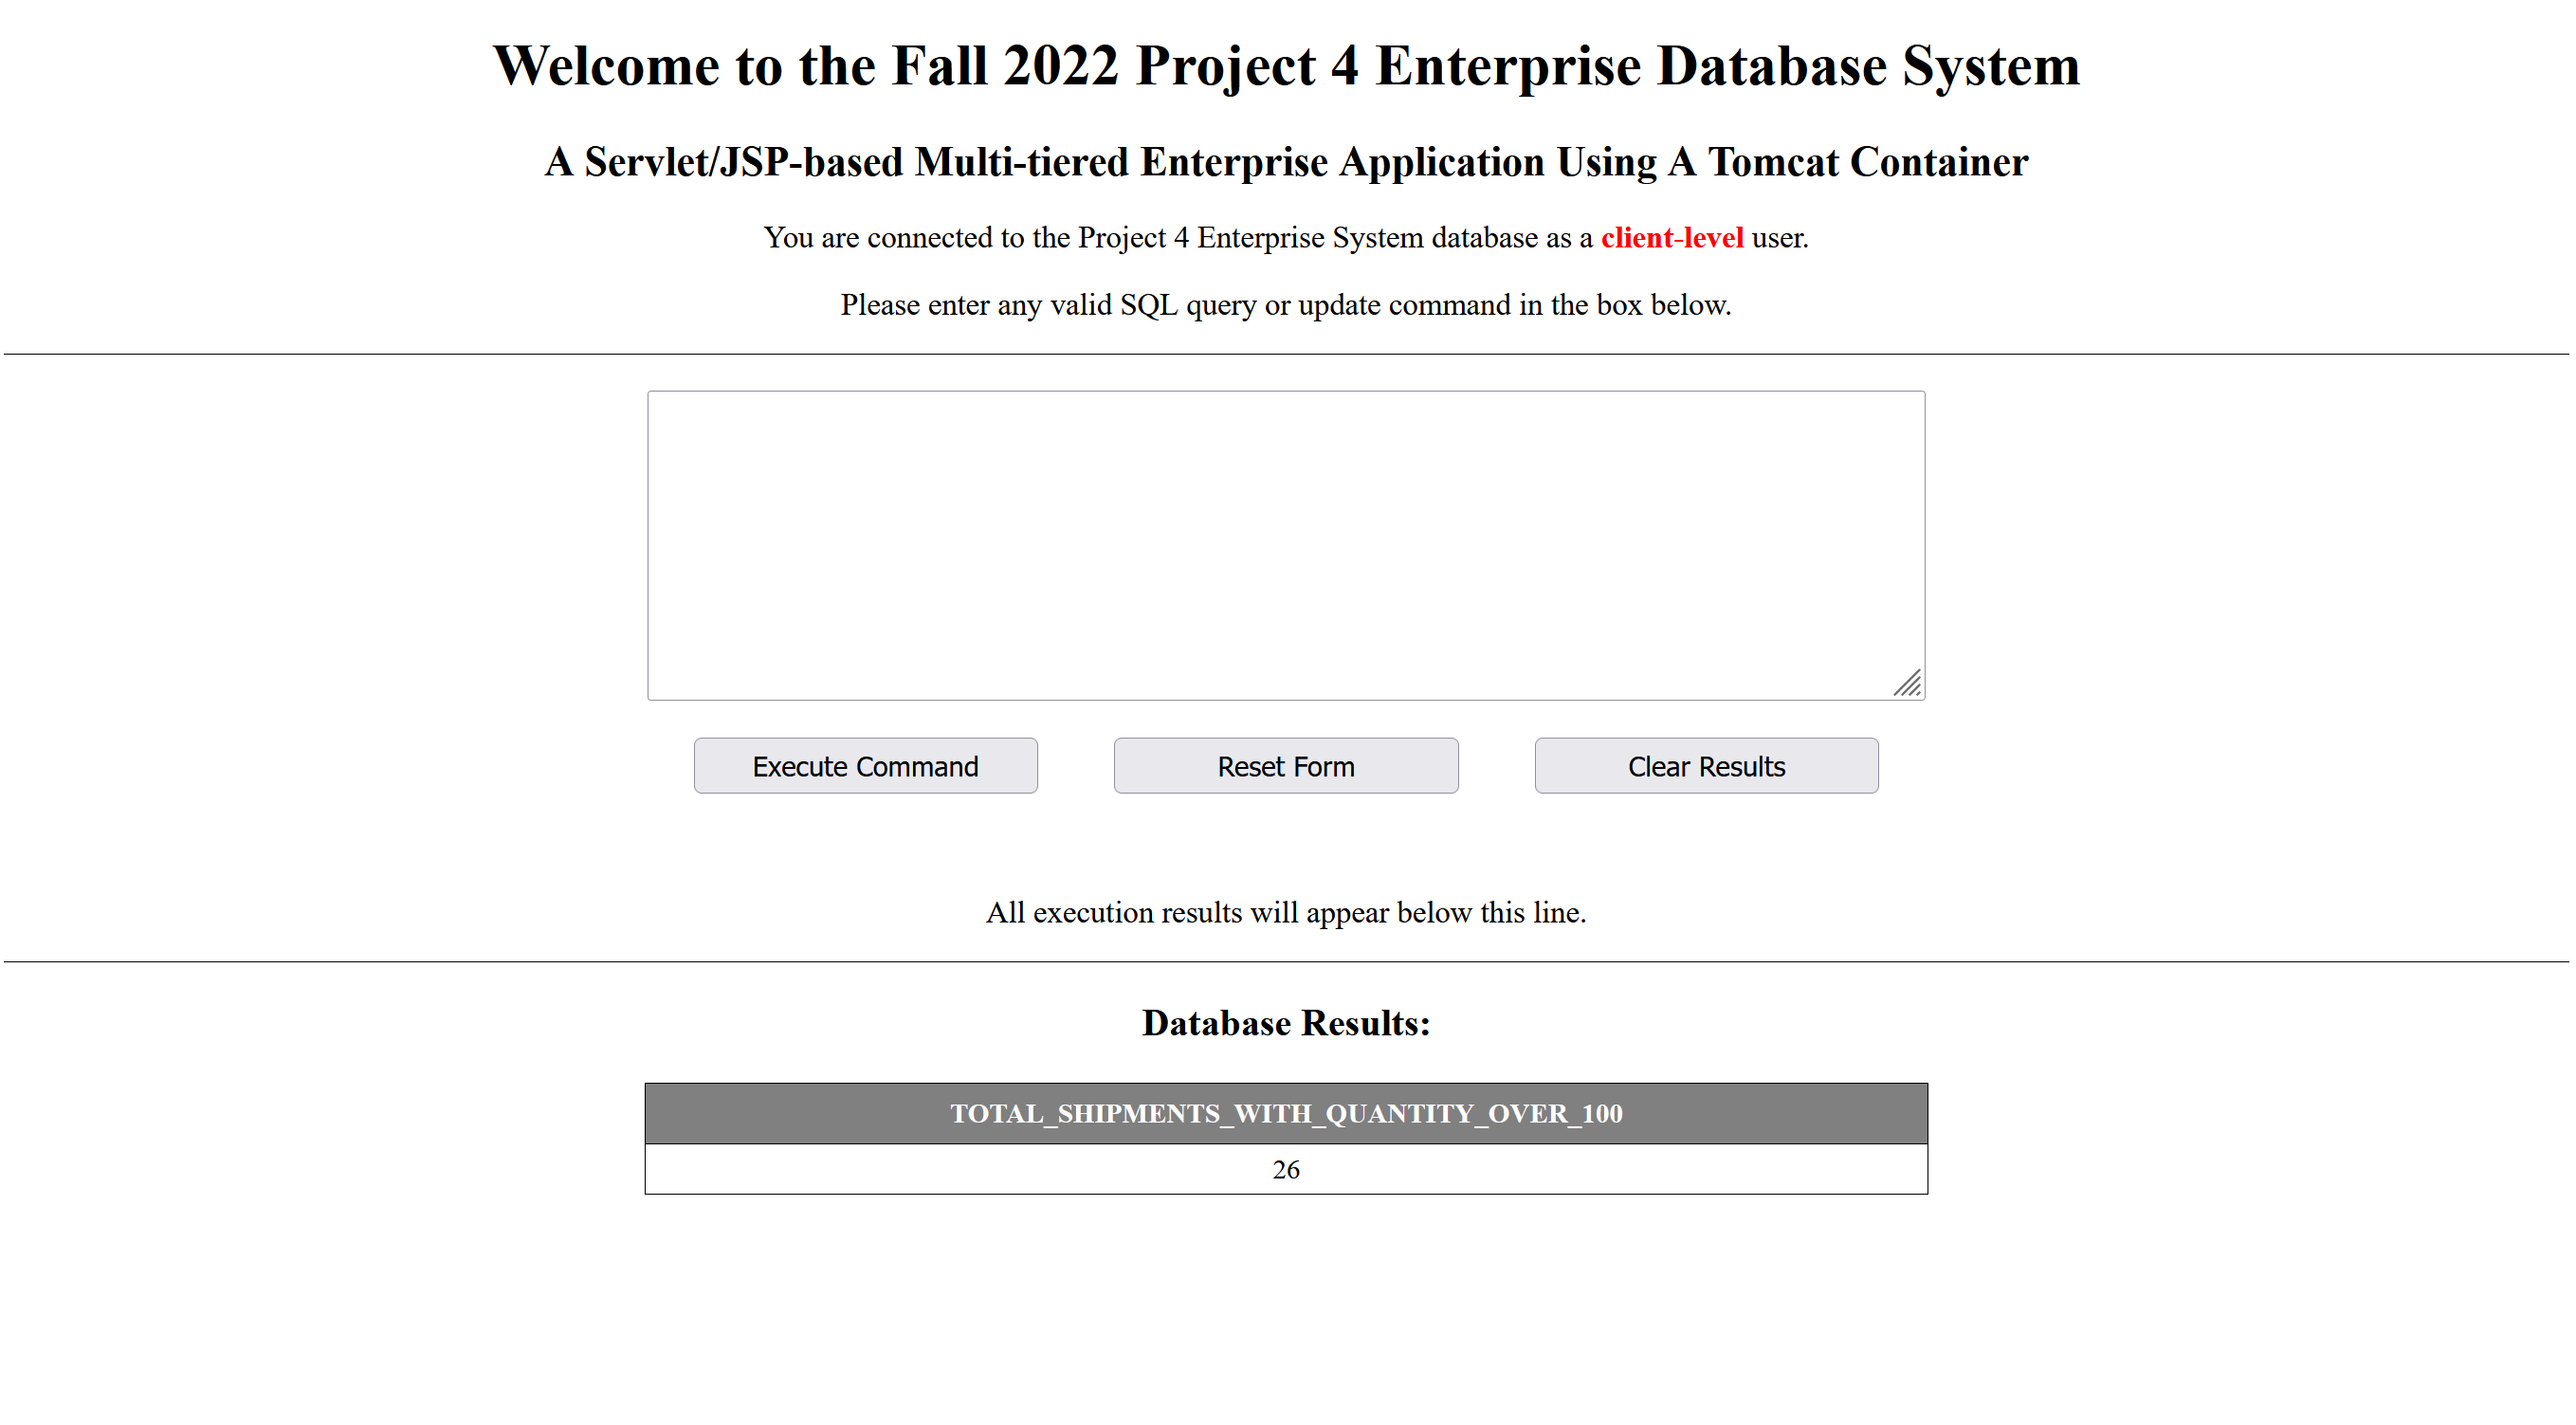 Welcome to the Fall 2022 Project 4 Enterprise Database System
A Servlet/JSP-based Multi-tiered Enterprise Application Using A Tomcat Container
You are connected to the Project 4 Enterprise System database as a client-level user.
Please enter any valid SQL query or update command in the box below.
Execute Command Reset Form Clear Results
All execution results will appear below this line.
Database Results:
TOTAL_SHIPMENTS_WITH_QUANTITY_OVER_100
26